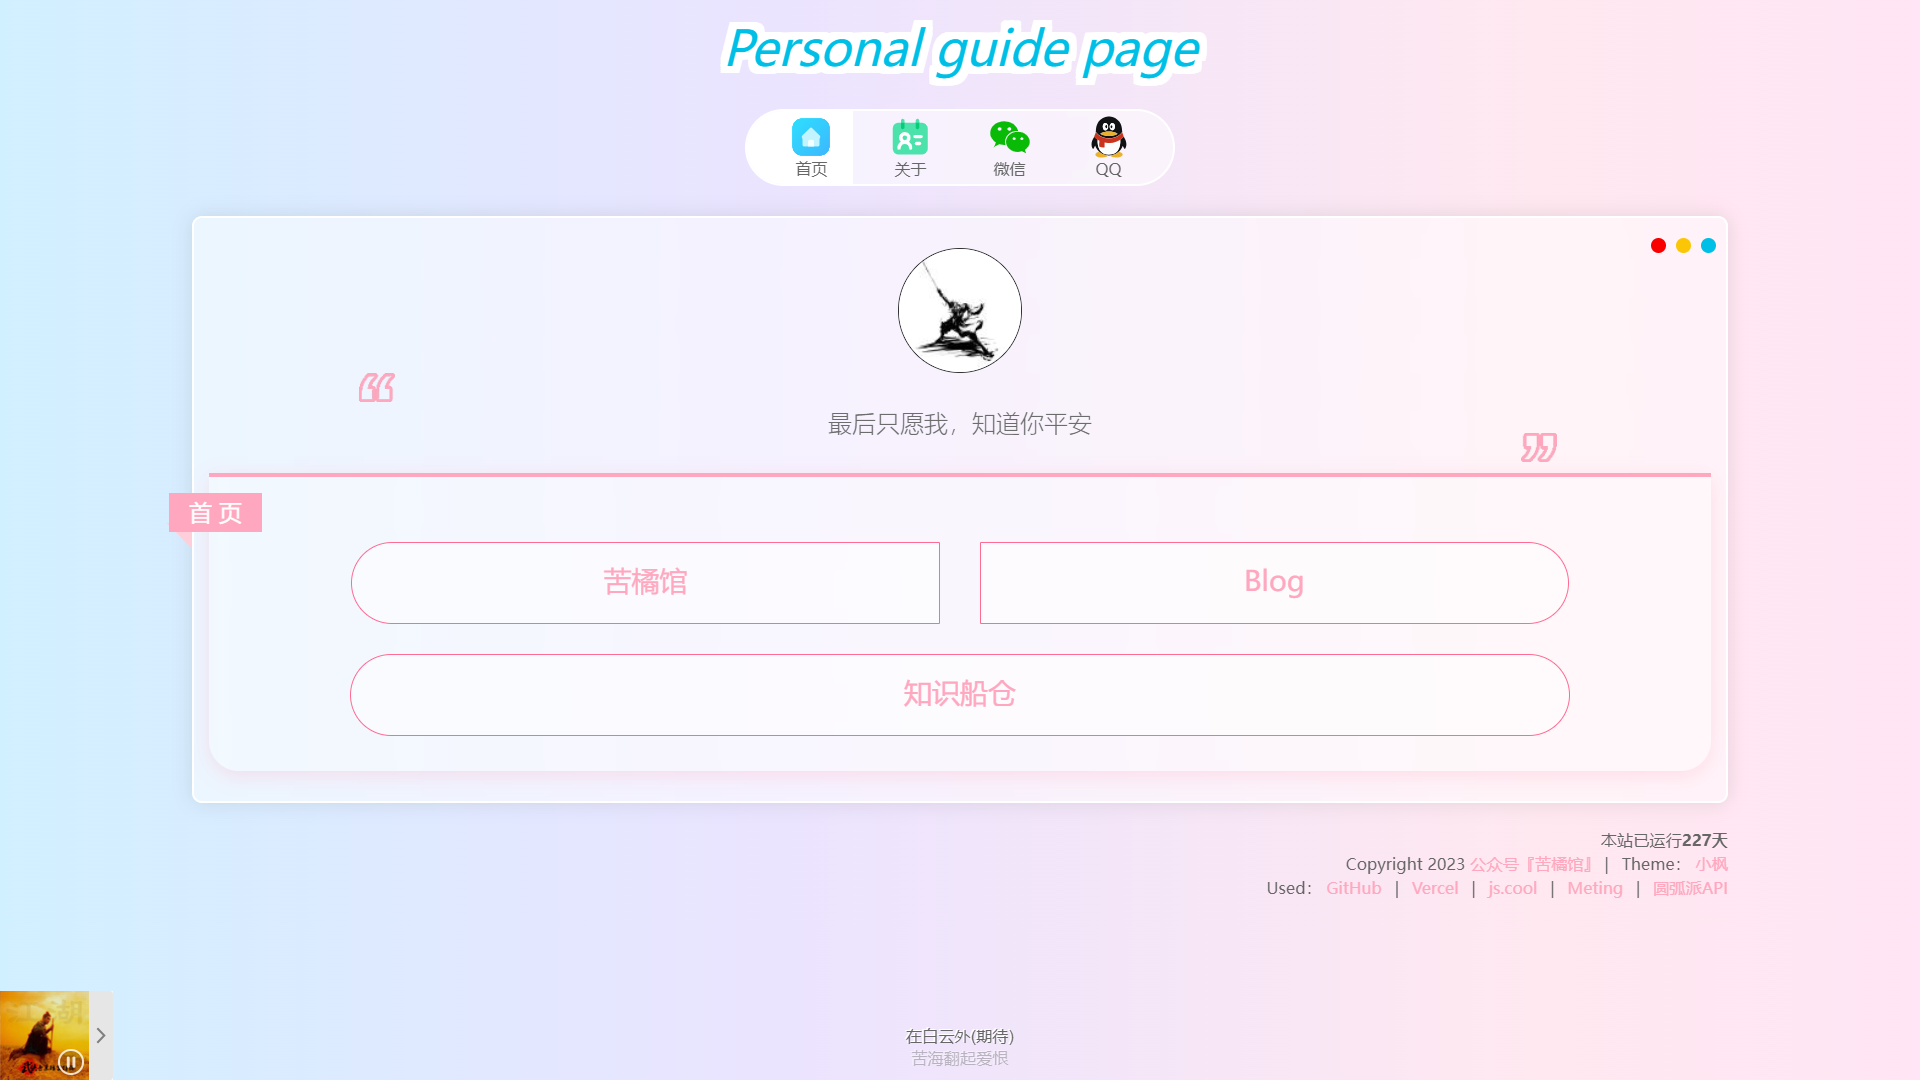 Personal guide page
首页
关于
微信
QQ
最后只愿我，知道你平安
首 页
苦橘馆
Blog
知识船仓
本站已运行227天
Copyright 2023 公众号『苦橘馆』 | Theme： 小枫
Used： GitHub | Vercel | js.cool | Meting | 圆弧派API
江湖
在白云外(期待)
苦海翻起爱恨